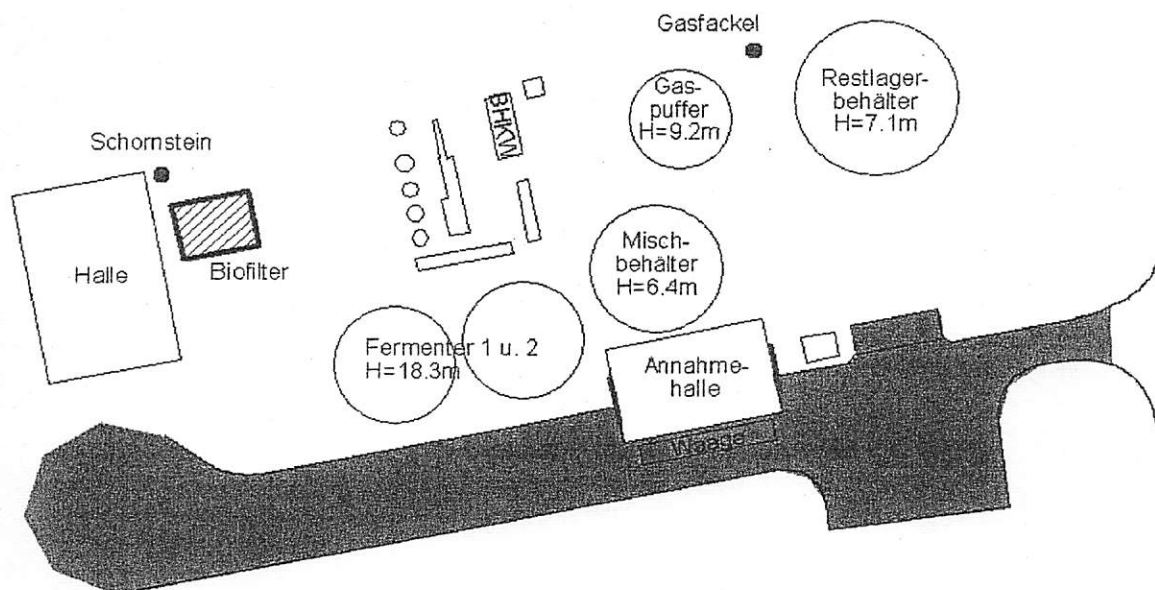 Gasfackel
Restlager-
behälter
H=7.1m
Gas-
puffer
H=9.2m
BHKW
Schornstein
Halle
Biofilter
Misch-
behälter
H=6.4m
Fermenter 1 u. 2
H=18.3m
Annahme-
halle
Waage